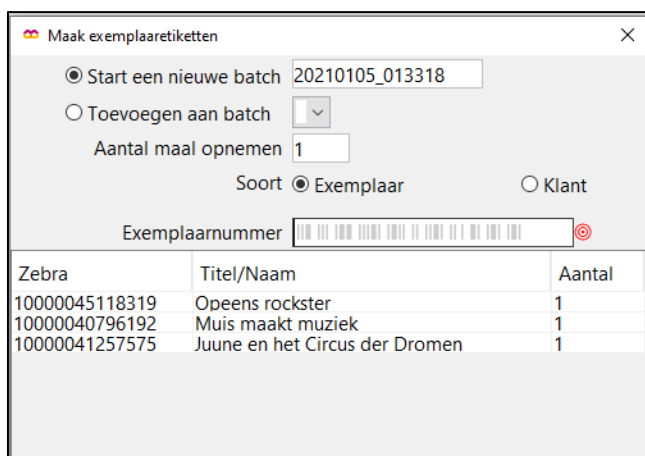 Maak exemplaaretiketten
Start een nieuwe batch 20210105_013318
Toevoegen aan batch
Aantal maal opnemen 1
Soort Exemplaar Klant
Exemplaarnummer
Zebra Titel/Naam Aantal
10000045118319 Opeens rockster 1
10000040796192 Muis maakt muziek 1
10000041257575 Juune en het Circus der Dromen 1